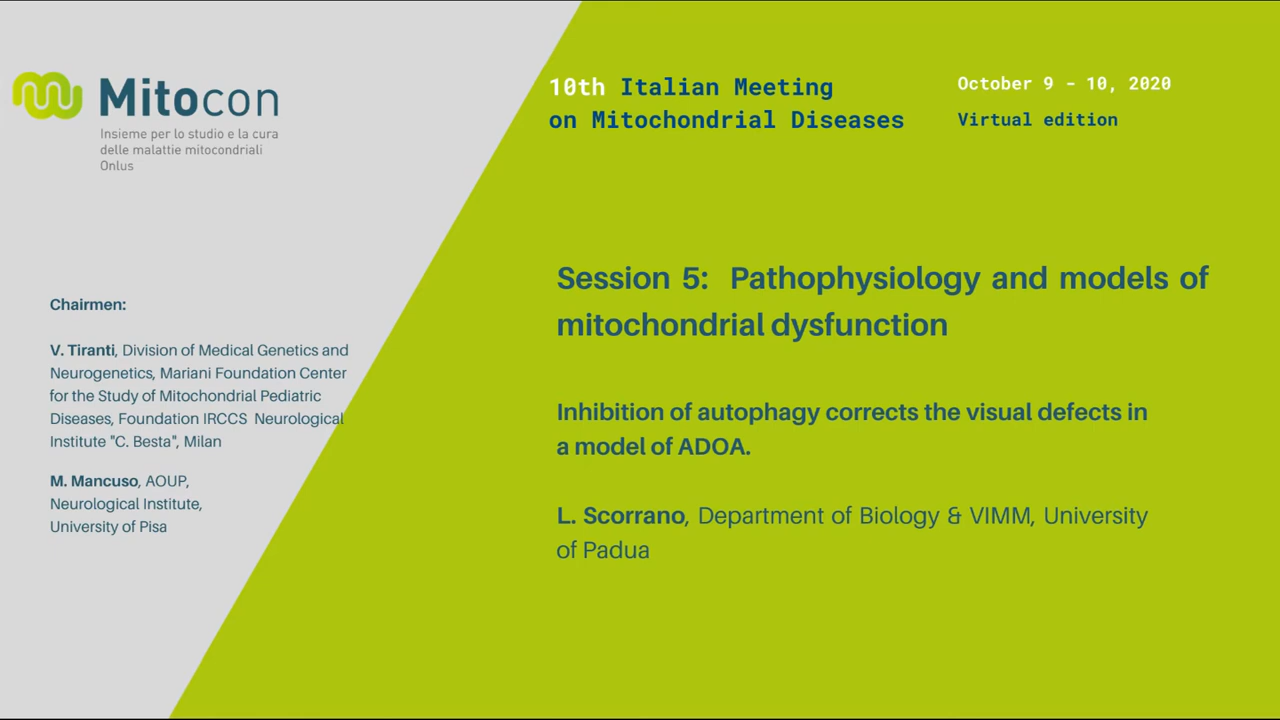 Mitocon
Insieme per lo studio e la cura
delle malattie mitocondriali
Onlus
10th Italian Meeting
on Mitochondrial Diseases
October 9 - 10, 2020
Virtual edition
Chairmen:
V. Tiranti, Division of Medical Genetics and
Neurogenetics, Mariani Foundation Center
for the Study of Mitochondrial Pediatric
Diseases, Foundation IRCCS Neurological
Institute "C. Besta", Milan
M. Mancuso, AOUP,
Neurological Institute,
University of Pisa
Session 5: Pathophysiology and models of
mitochondrial dysfunction
Inhibition of autophagy corrects the visual defects in
a model of ADOA.
L. Scorrano, Department of Biology & VIMM, University
of Padua